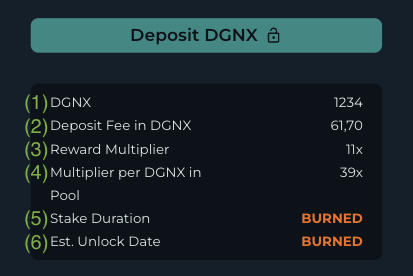 Deposit DGNX
(1) DGNX 1234
(2) Deposit Fee in DGNX 61,70
(3) Reward Multiplier 11x
(4) Multiplier per DGNX in 39x
Pool
(5) Stake Duration BURNED
(6) Est. Unlock Date BURNED